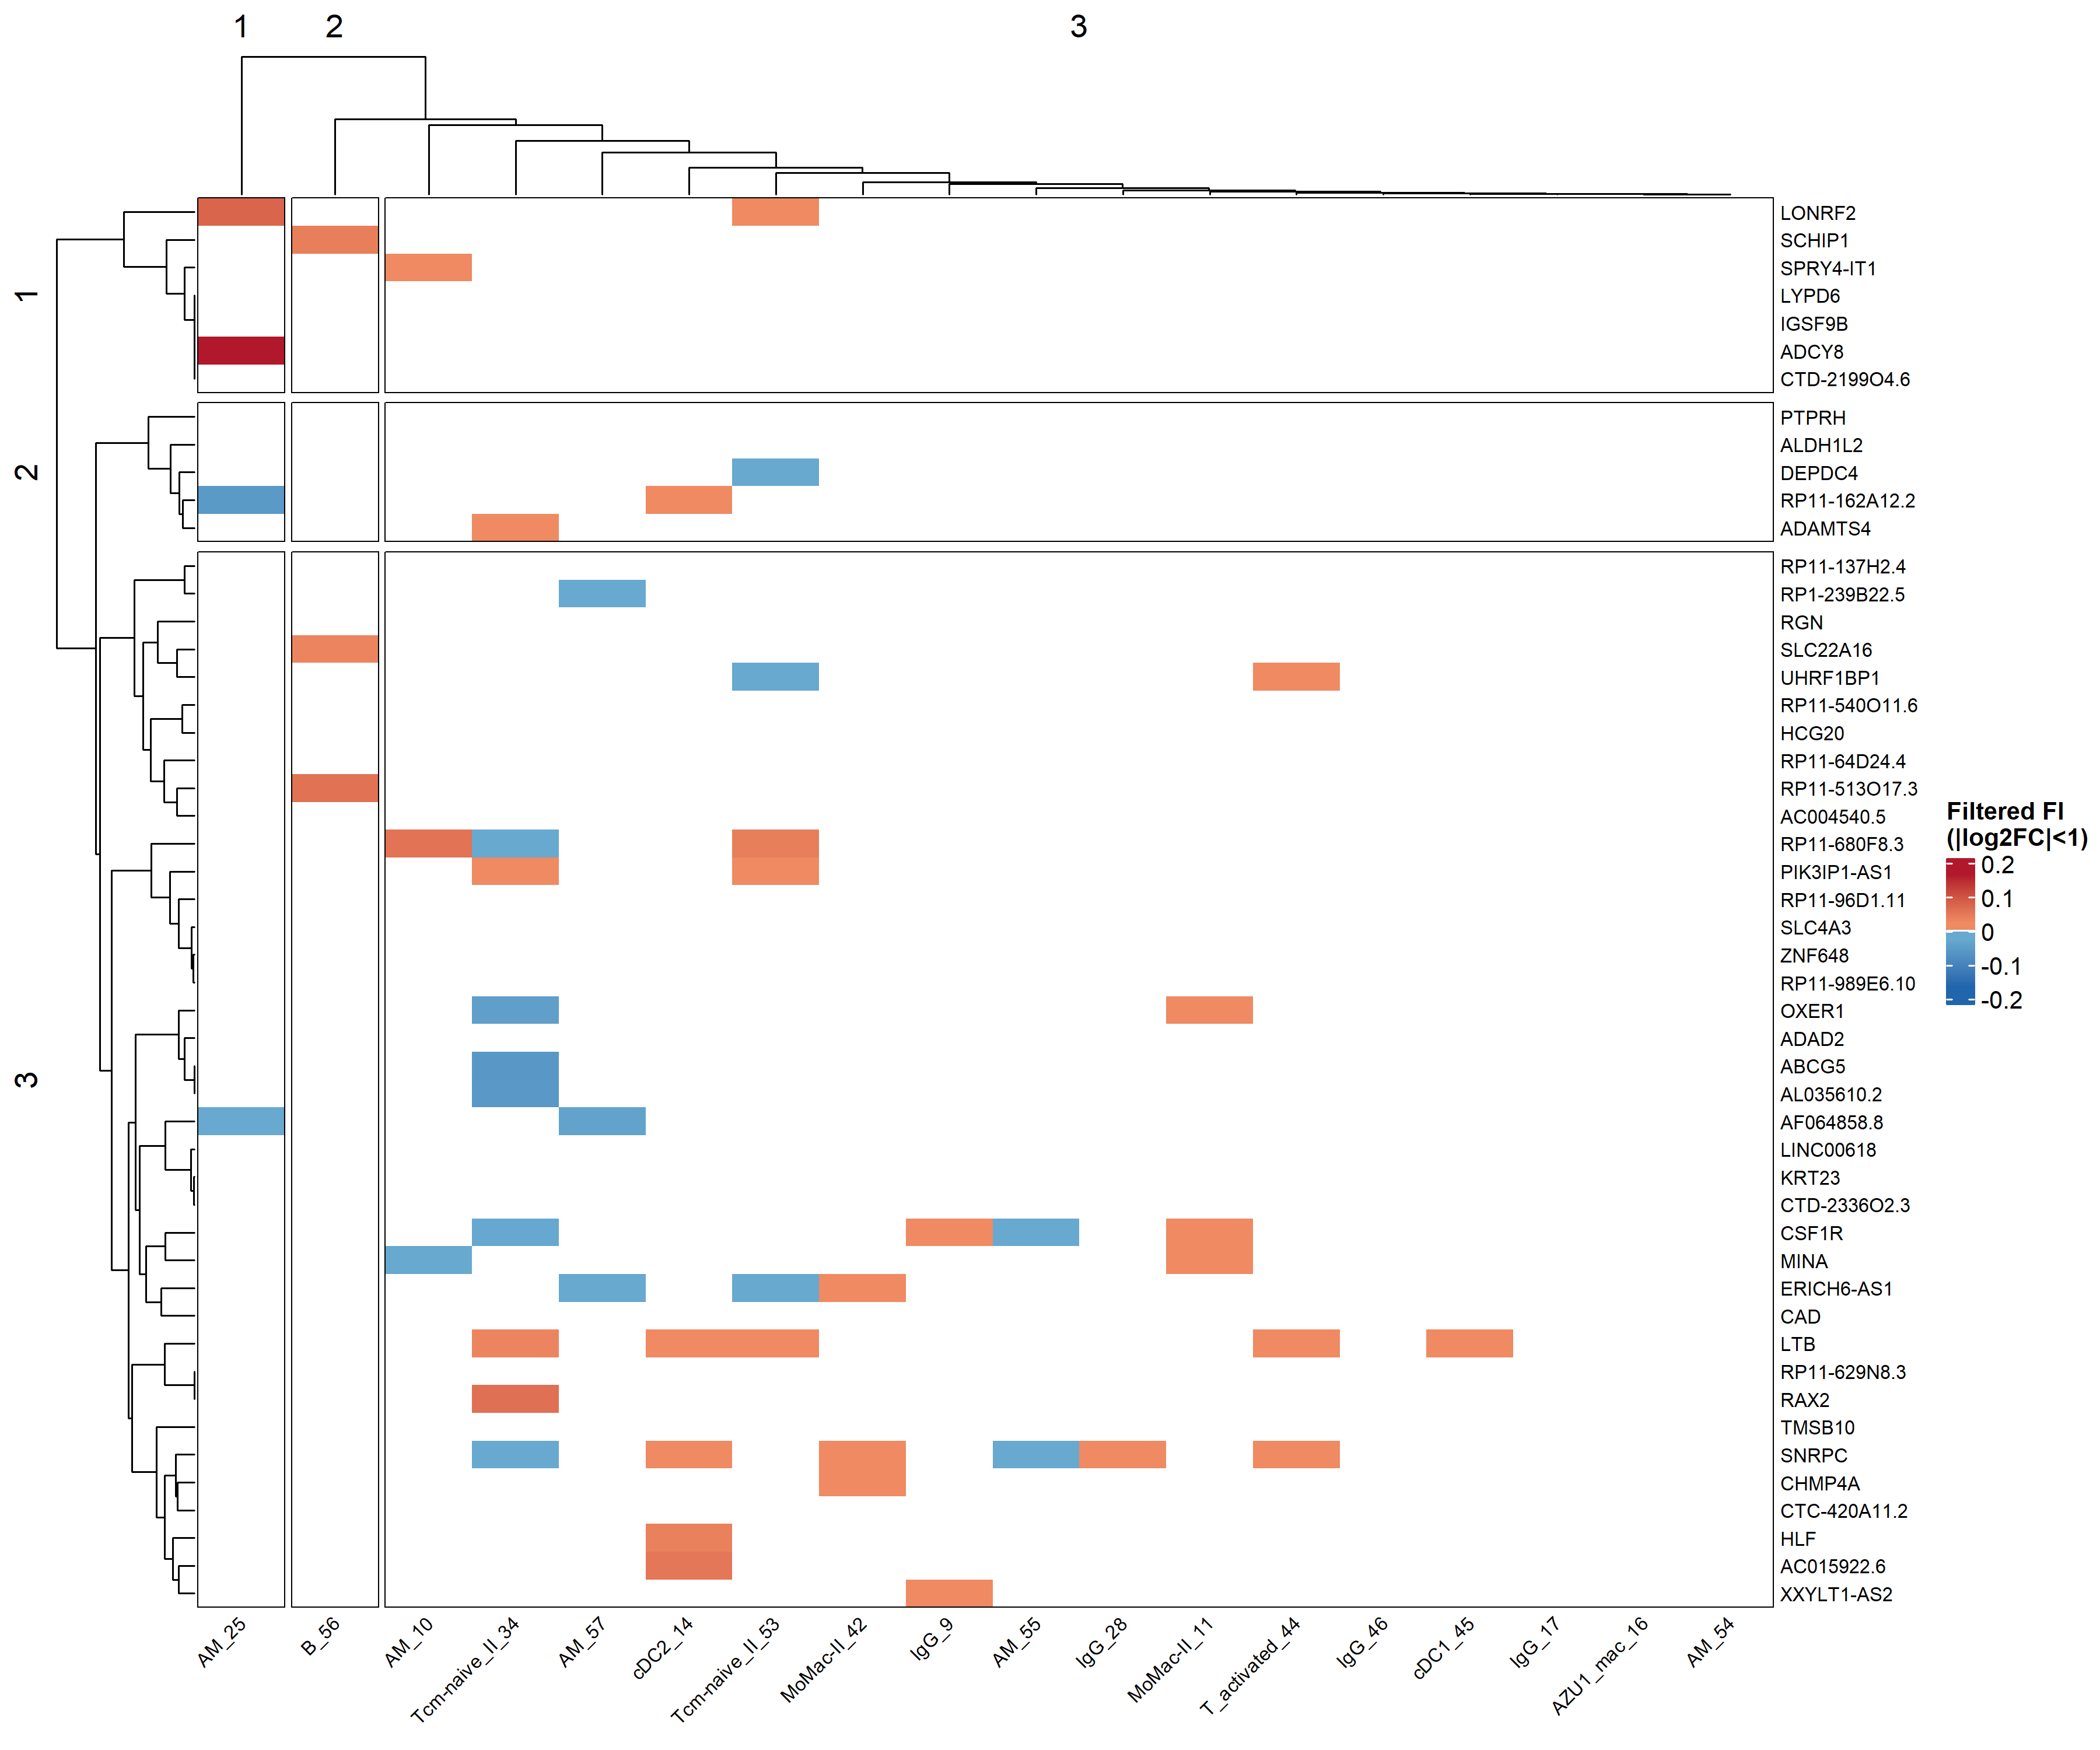 1
2
3
1
2
3
LONRF2
SCHIP1
SPRY4-IT1
LYPD6
IGSF9B
ADCY8
CTD-2199O4.6
PTPRH
ALDH1L2
DEPDC4
RP11-162A12.2
ADAMTS4
RP11-137H2.4
RP1-239B22.5
RGN
SLC22A16
UHRF1BP1
RP11-540O11.6
HCG20
RP11-64D24.4
RP11-513O17.3
AC004540.5
RP11-680F8.3
PIK3IP1-AS1
RP11-96D1.11
SLC4A3
ZNF648
RP11-989E6.10
OXER1
ADAD2
ABCG5
AL035610.2
AF064858.8
LINC00618
KRT23
CTD-2336O2.3
CSF1R
MINA
ERICH6-AS1
CAD
LTB
RP11-629N8.3
RAX2
TMSB10
SNRPC
CHMP4A
CTC-420A11.2
HLF
AC015922.6
XXYLT1-AS2
Filtered FI
(|log2FC|<1)
0.2
0.1
0
-0.1
-0.2
AM_25
B_56
AM_10
Tcm-naive_II_34
AM_57
cDC2_14
Tcm-naive_II_53
MoMac-II_42
IgG_9
AM_55
IgG_28
MoMac-II_11
T_activated_44
IgG_46
cDC1_45
IgG_17
AZU1_mac_16
AM_54